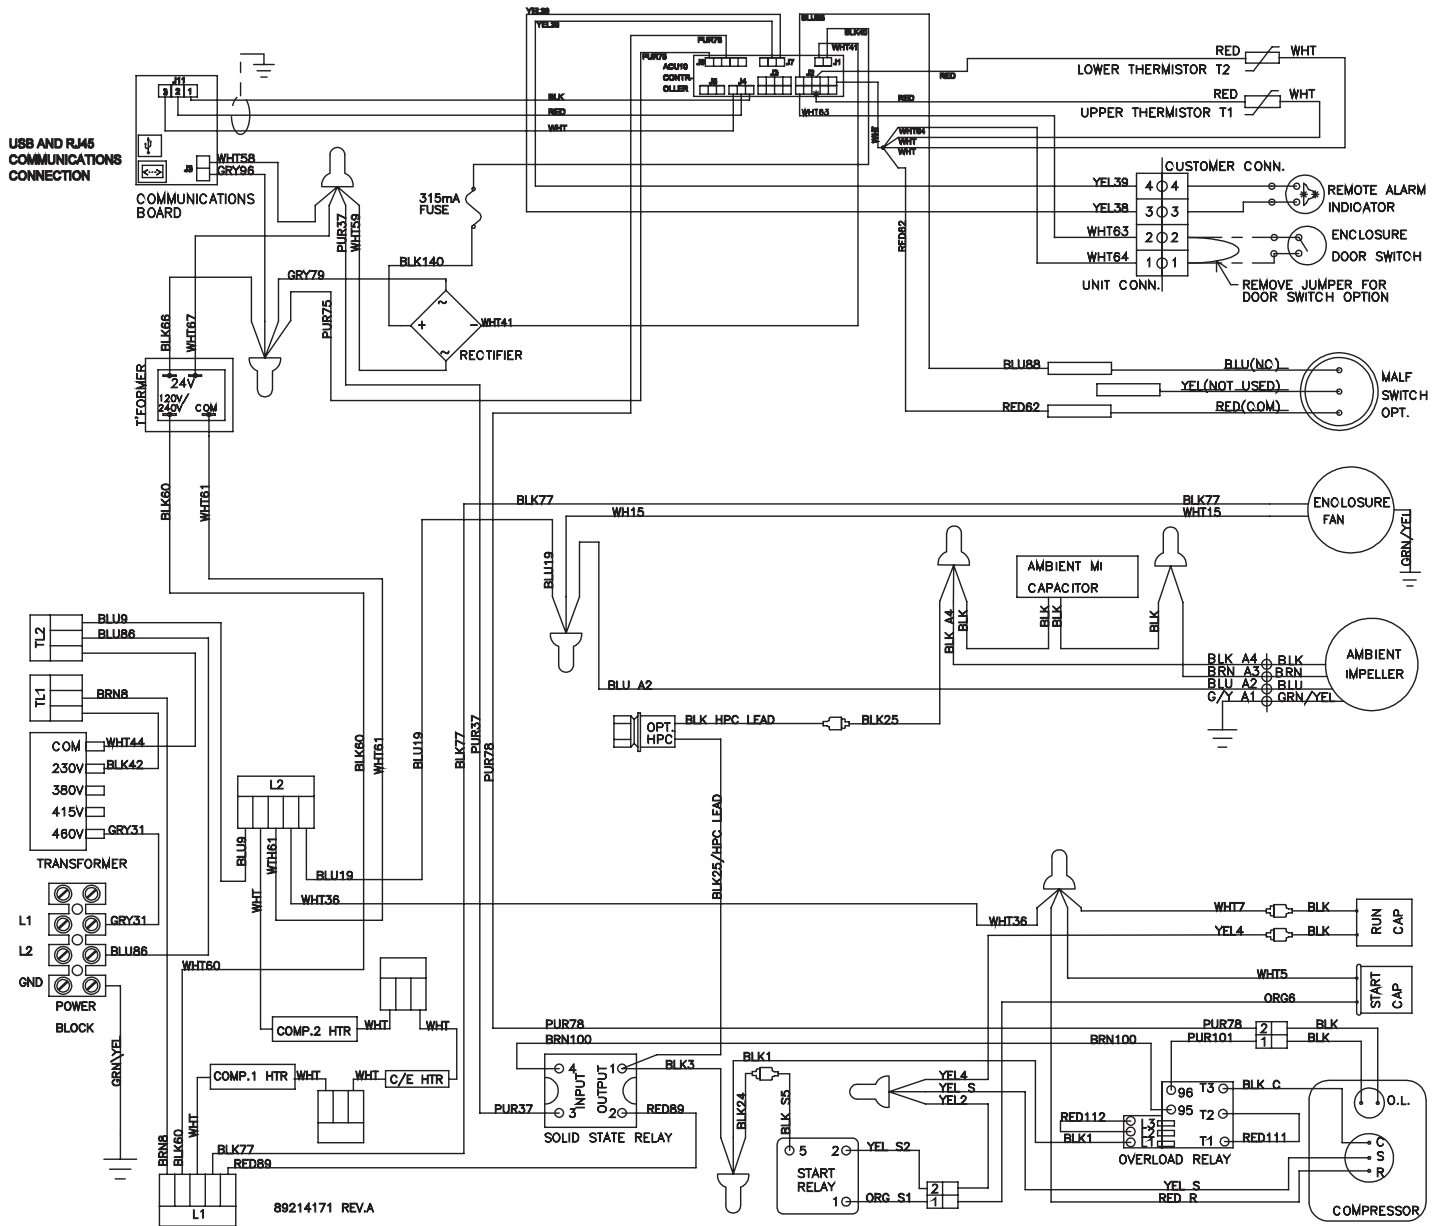 YEL39
YEL38
BLU88
BLK40
WHT41
PUR78
PUR75
J6
J7
J1
ACU10
CONTR-
OLLER
J5
J4
J3
J2
RED
RED WHT
LOWER THERMISTOR T2
RED WHT
UPPER THERMISTOR T1
RED
WHT63
WHT64
WHT
WHT
WHT
J11
3 2 1
BLK
RED
WHT
USB AND RJ45
COMMUNICATIONS
CONNECTION
J3
WHT58
GRY96
COMMUNICATIONS
BOARD
315mA
FUSE
PUR37
WHT59
RED62
CUSTOMER CONN.
YEL39 4 4
YEL38 3 3
WHT63 2 2
WHT64 1 1
UNIT CONN.
REMOTE ALARM
INDICATOR
ENCLOSURE
DOOR SWITCH
REMOVE JUMPER FOR
DOOR SWITCH OPTION
BLK140
GRY79
PUR75
WHT41
~
+ -
~
RECTIFIER
BLK66
WHT67
T'FORMER
24V
120V/
240V COM
BLU88
BLU(NC)
YEL(NOT USED)
RED62
RED(COM)
MALF
SWITCH
OPT.
BLK60
WHT61
BLK77
WH15
BLK77
WHT15
ENCLOSURE
FAN
GRN/YEL
BLU19
AMBIENT MI
CAPACITOR
BLK A4
BLK
BLK
BLK
BLK
BLK A4 BLK
BRN A3 BRN
BLU A2 BLU
G/Y A1 GRN/YEL
AMBIENT
IMPELLER
TL2
BLU9
BLU86
TL1
BRN8
BLU A2
OPT.
HPC
BLK HPC LEAD
BLK25
COM WHT44
230V BLK42
380V
415V
460V GRY31
TRANSFORMER
BLK60
WHT61
BLU19
BLK77
PUR37
PUR78
L2
BLU9
WHT
WTH61
BLU19
WHT36
BLK25/HPC LEAD
L1 GRY31
L2 BLU86
GND
POWER
BLOCK
GRN/YEL
WHT60
WHT36
WHT7 BLK
YEL4 BLK
RUN
CAP
WHT5
ORG6
START
CAP
COMP.2 HTR
WHT
WHT
COMP.1 HTR
WHT
WHT
C/E HTR
WHT
PUR78
BRN100
4 INPUT 3
1 OUTPUT 2
PUR37
BLK3
RED89
SOLID STATE RELAY
BLK1
BLK24
BLK S5
YEL4
YEL S
YEL2
5 2
START
RELAY
1
YEL S2
ORG S1
2
1
PUR78 2 BLK
PUR101 1 BLK
BRN100
96 T3 BLK C
95 T2
T1 RED111
RED112
L3
L2
L1
BLK1
OVERLOAD RELAY
O.L.
C
S
R
COMPRESSOR
YEL S
RED R
BRN8
BLK60
BLK77
RED89
L1
89214171 REV.A